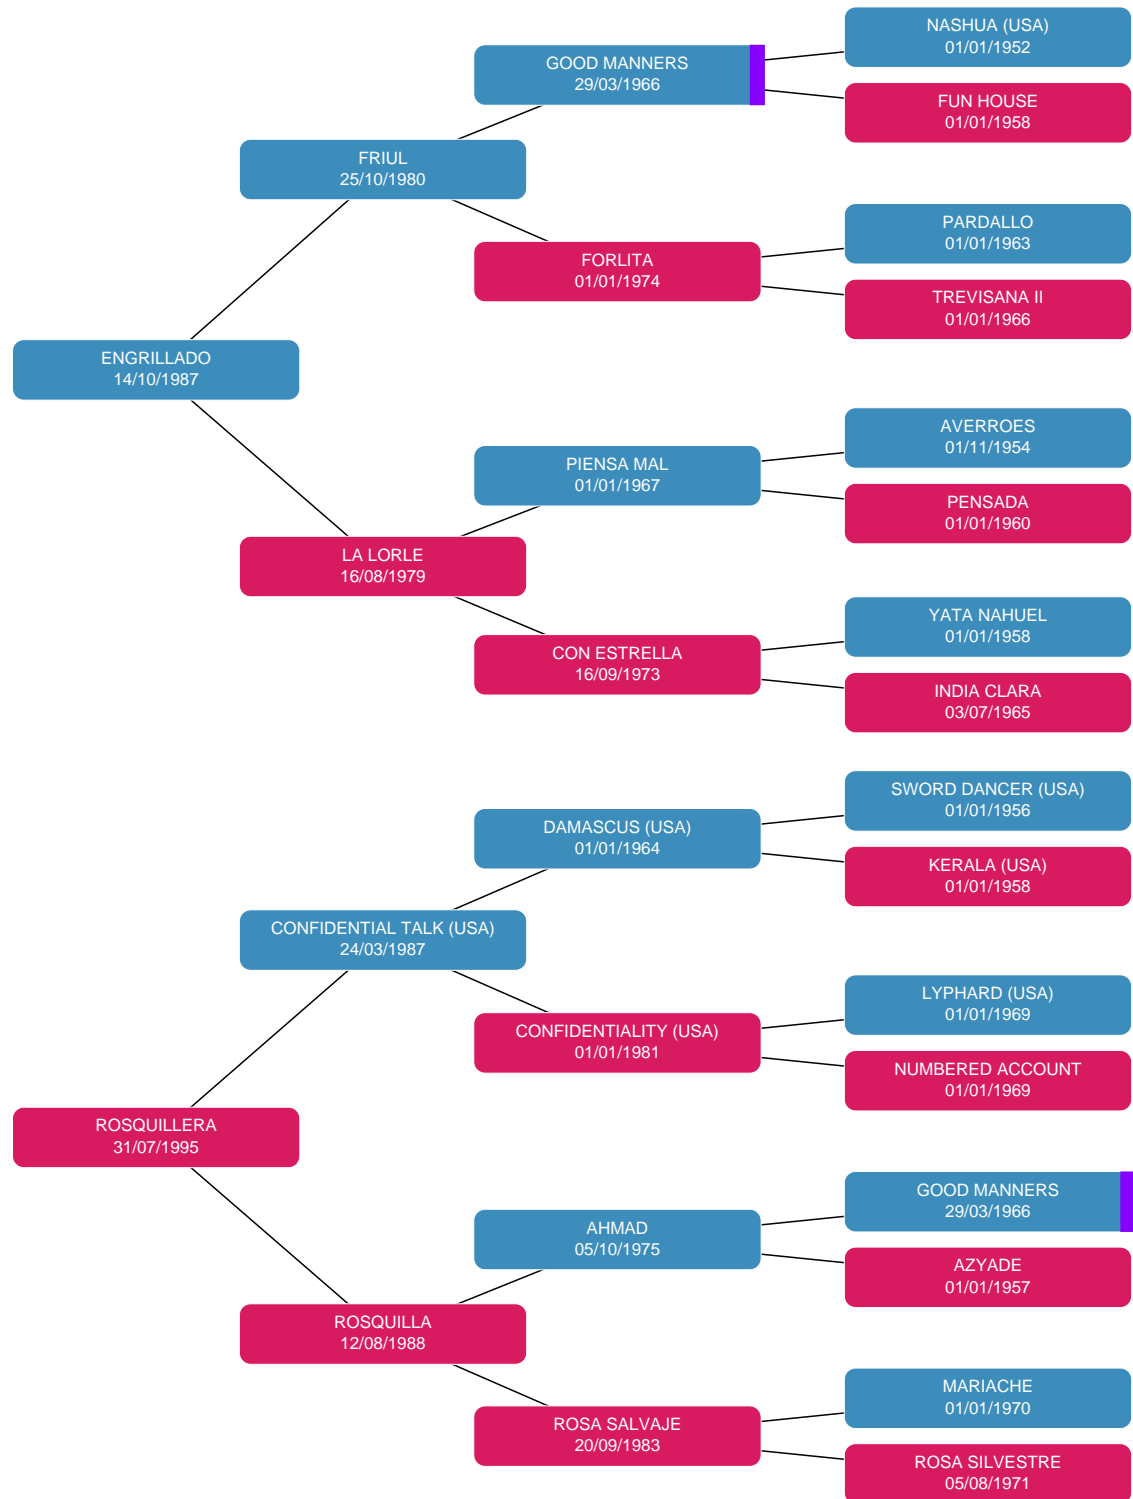 NASHUA (USA)
01/01/1952
GOOD MANNERS
29/03/1966
FUN HOUSE
01/01/1958
FRIUL
25/10/1980
PARDALLO
01/01/1963
FORLITA
01/01/1974
TREVISANA II
01/01/1966
ENGRILLADO
14/10/1987
AVERROES
01/11/1954
PIENSA MAL
01/01/1967
PENSADA
01/01/1960
LA LORLE
16/08/1979
YATA NAHUEL
01/01/1958
CON ESTRELLA
16/09/1973
INDIA CLARA
03/07/1965
SWORD DANCER (USA)
01/01/1956
DAMASCUS (USA)
01/01/1964
KERALA (USA)
01/01/1958
CONFIDENTIAL TALK (USA)
24/03/1987
LYPHARD (USA)
01/01/1969
CONFIDENTIALITY (USA)
01/01/1981
NUMBERED ACCOUNT
01/01/1969
ROSQUILLERA
31/07/1995
GOOD MANNERS
29/03/1966
AHMAD
05/10/1975
AZYADE
01/01/1957
ROSQUILLA
12/08/1988
MARIACHE
01/01/1970
ROSA SALVAJE
20/09/1983
ROSA SILVESTRE
05/08/1971